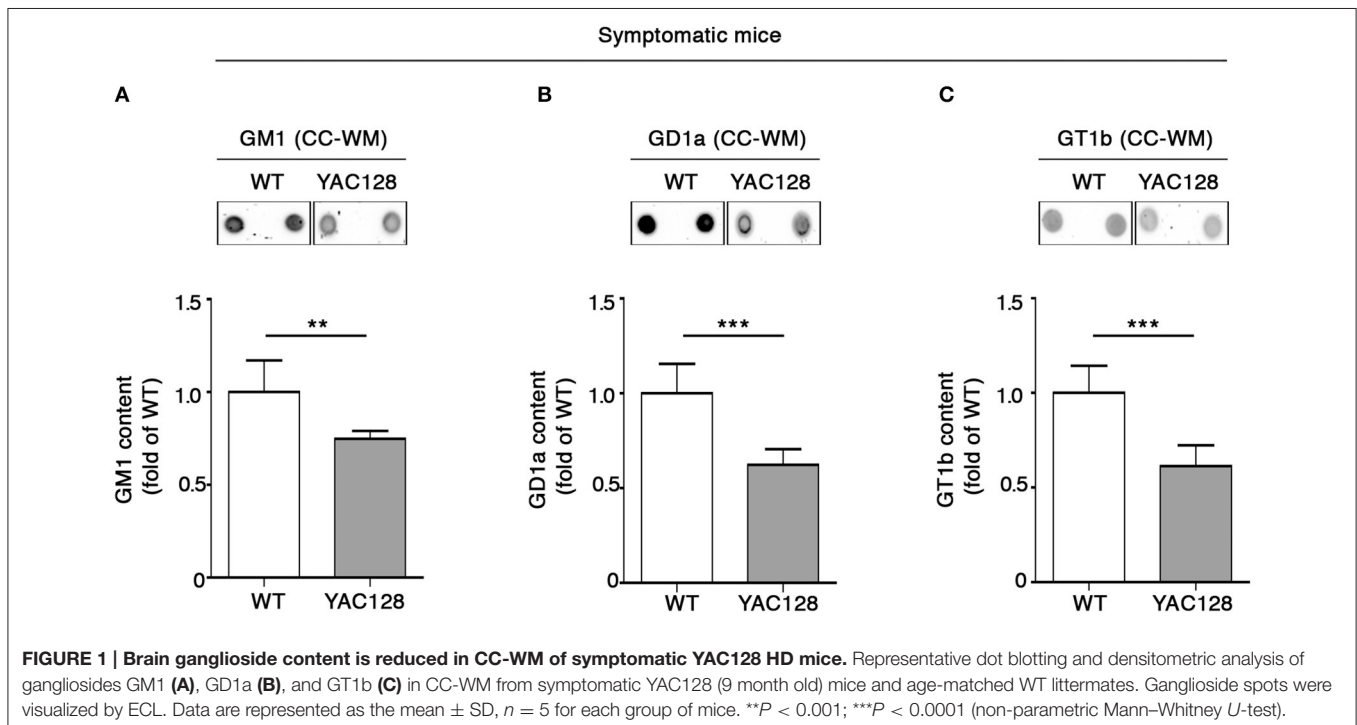 Symptomatic mice
A
B
C
GM1 (CC-WM)
GD1a (CC-WM)
GT1b (CC-WM)
WT YAC128
WT YAC128
WT YAC128
1.5
1.0
0.5
0
GM1 content
(fold of WT)
**
WT YAC128
1.5
1.0
0.5
0
GD1a content
(fold of WT)
***
WT YAC128
1.5
1.0
0.5
0
GT1b content
(fold of WT)
***
WT YAC128
FIGURE 1 | Brain ganglioside content is reduced in CC-WM of symptomatic YAC128 HD mice. Representative dot blotting and densitometric analysis of
gangliosides GM1 (A), GD1a (B), and GT1b (C) in CC-WM from symptomatic YAC128 (9 month old) mice and age-matched WT littermates. Ganglioside spots were
visualized by ECL. Data are represented as the mean ± SD, n = 5 for each group of mice. **P < 0.001; ***P < 0.0001 (non-parametric Mann–Whitney U-test).